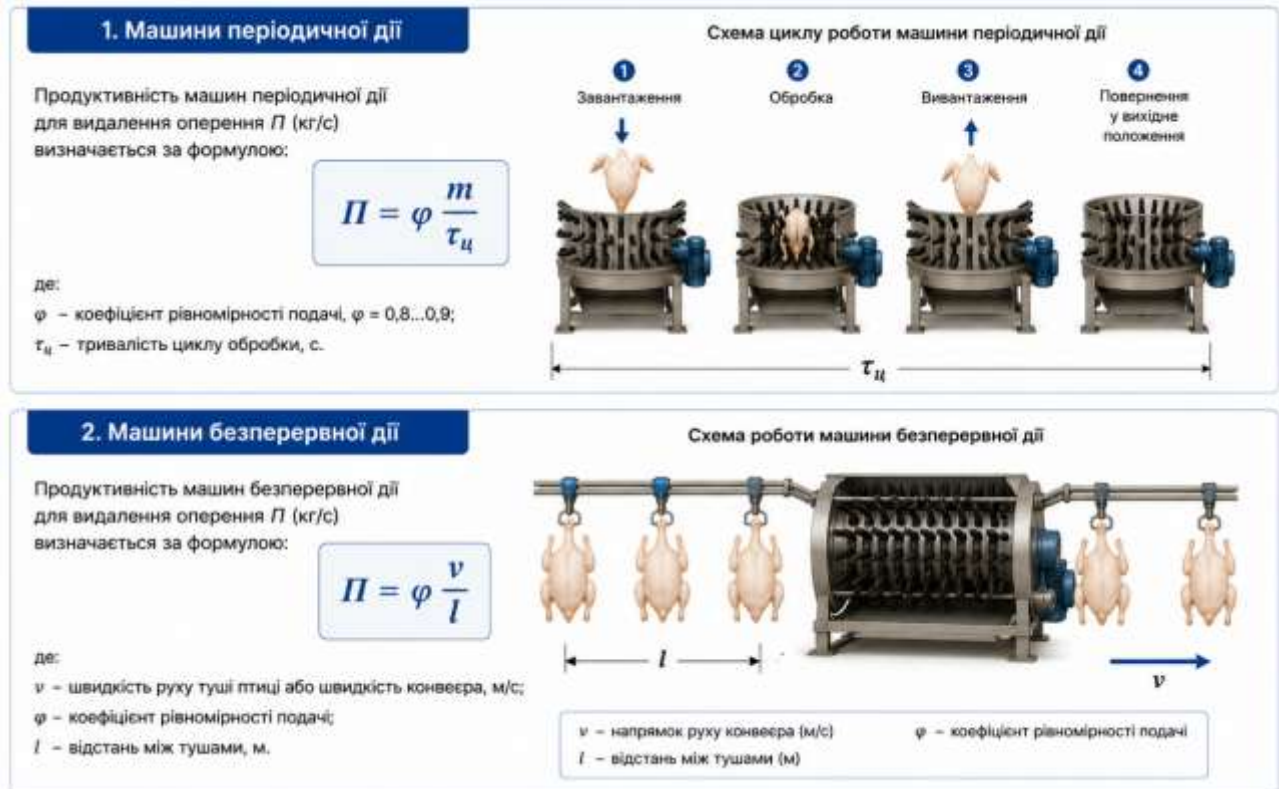 1. Машини періодичної дії
Продуктивність машин періодичної дії
для видалення оперення П (кг/с)
визначається за формулою:
П = φ m / τц
де:
φ – коефіцієнт рівномірності подачі, φ = 0,8...0,9;
τц – тривалість циклу обробки, с.
Схема циклу роботи машини періодичної дії
1 2 3 4
Завантаження Обробка Вивантаження Повернення
у вихідне
положення
τц
2. Машини безперервної дії
Продуктивність машин безперервної дії
для видалення оперення П (кг/с)
визначається за формулою:
П = φ v / l
де:
v – швидкість руху туші птиці або швидкість конвеєра, м/с;
φ – коефіцієнт рівномірності подачі;
l – відстань між тушами, м.
Схема роботи машини безперервної дії
l
v
v – напрямок руху конвеєра (м/с) φ – коефіцієнт рівномірності подачі
l – відстань між тушами (м)